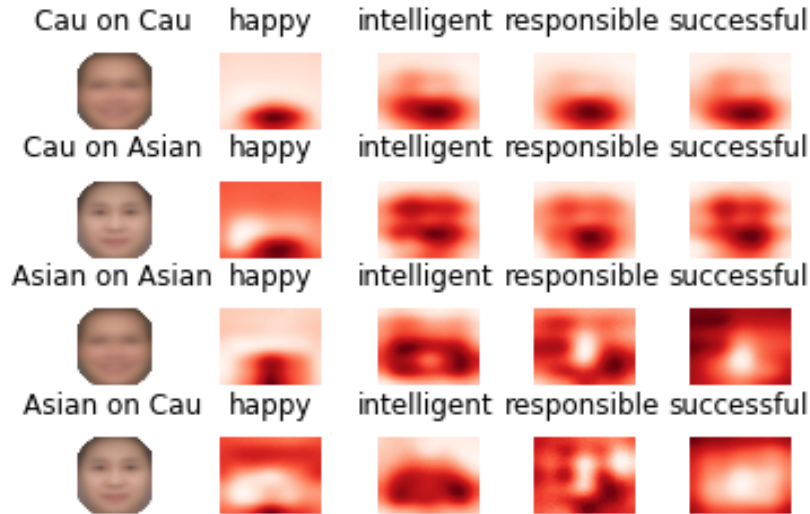 Cau on Cau happy intelligent responsible successful
Cau on Asian happy intelligent responsible successful
Asian on Asian happy intelligent responsible successful
Asian on Cau happy intelligent responsible successful